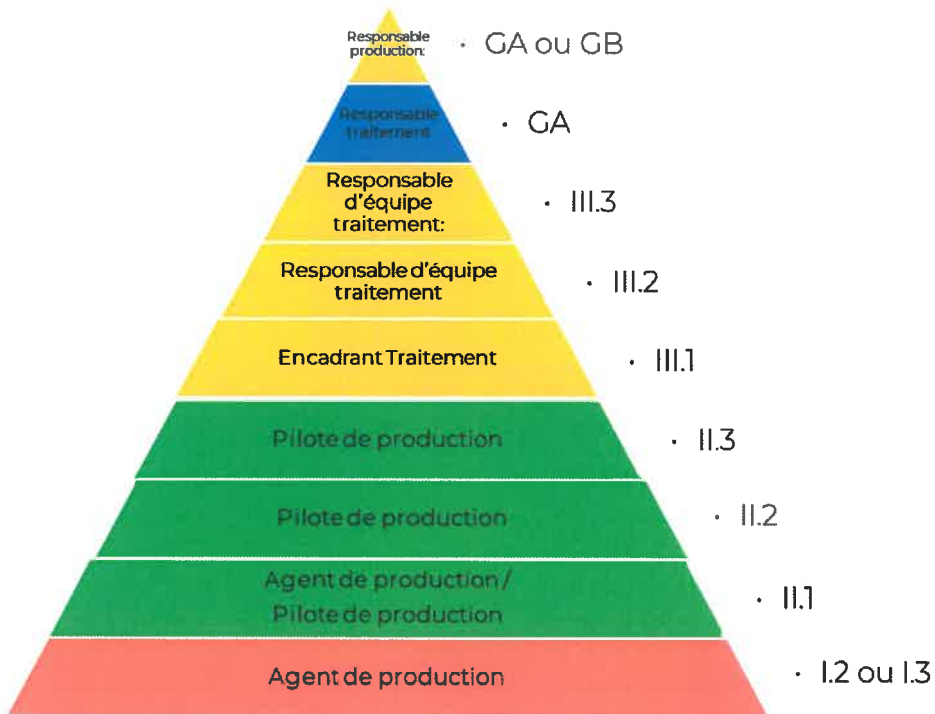 Responsable
production:
· GA ou GB
Responsable
traitement
· GA
Responsable
d'équipe
traitement:
· III.3
Responsable d'équipe
traitement
· III.2
Encadrant Traitement
· III.1
Pilote de production
· II.3
Pilote de production
· II.2
Agent de production /
Pilote de production
· II.1
Agent de production
· I.2 ou I.3